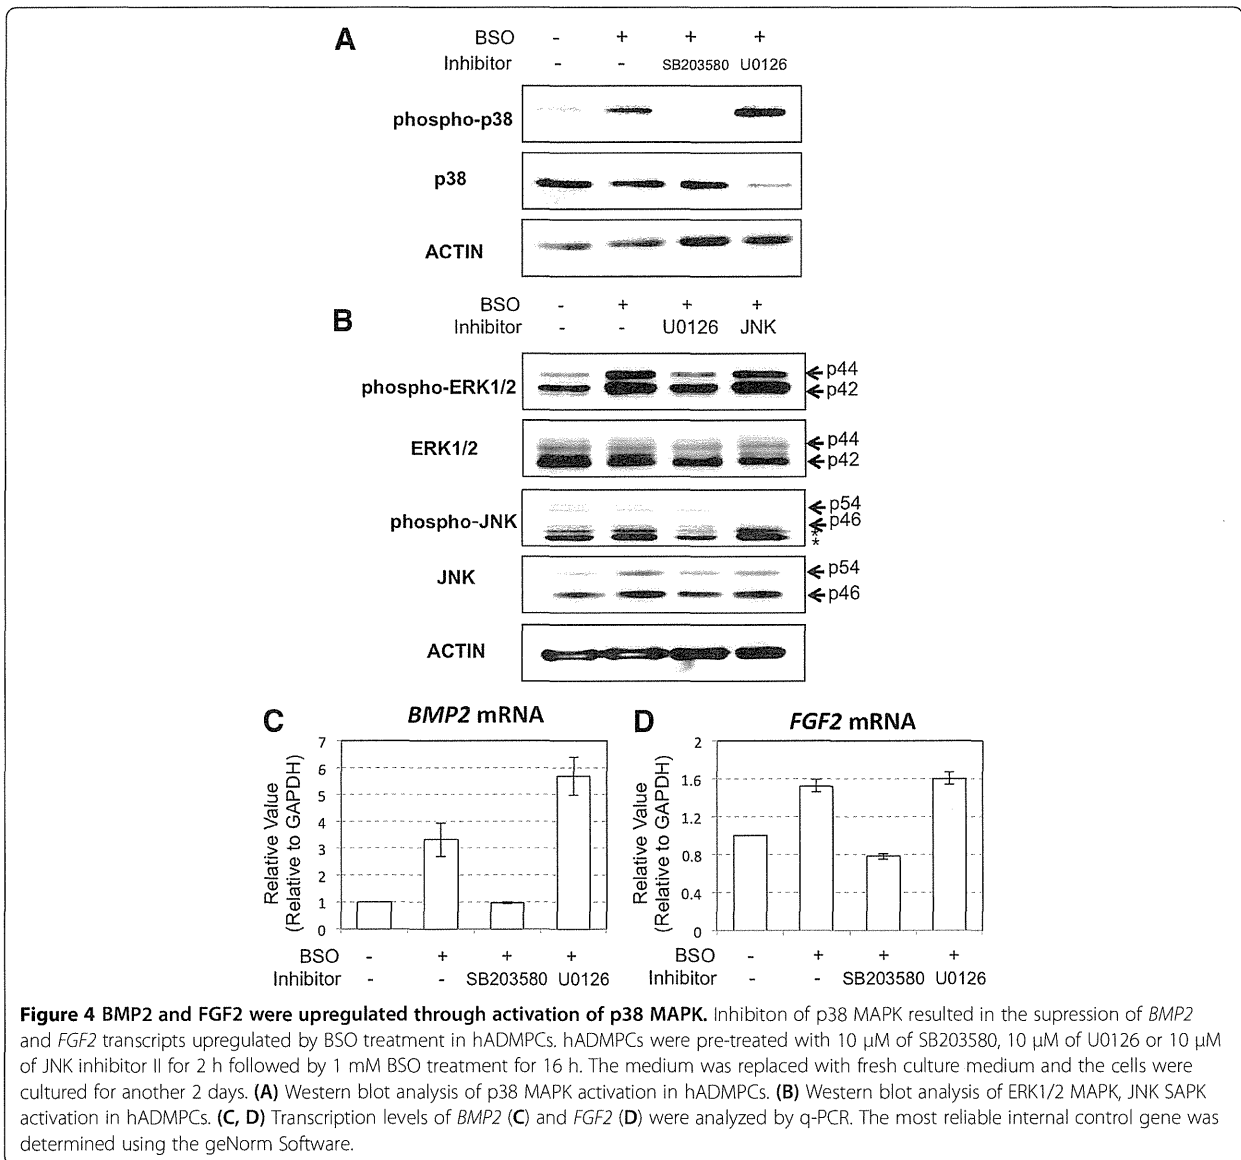 A
BSO - + + +
Inhibitor - - SB203580 U0126
phospho-p38
p38
ACTIN
B
BSO - + + +
Inhibitor - - U0126 JNK
phospho-ERK1/2
p44
p42
ERK1/2
p44
p42
phospho-JNK
p54
p46
*
*
JNK
p54
p46
ACTIN
C
BMP2 mRNA
Relative Value
(Relative to GAPDH)
7
6
5
4
3
2
1
0
BSO - + + +
Inhibitor - - SB203580 U0126
D
FGF2 mRNA
Relative Value
(Relative to GAPDH)
2
1.6
1.2
0.8
0.4
0
BSO - + + +
Inhibitor - - SB203580 U0126
Figure 4 BMP2 and FGF2 were upregulated through activation of p38 MAPK. Inhibiton of p38 MAPK resulted in the supression of BMP2
and FGF2 transcripts upregulated by BSO treatment in hADMPCs. hADMPCs were pre-treated with 10 μM of SB203580, 10 μM of U0126 or 10 μM
of JNK inhibitor II for 2 h followed by 1 mM BSO treatment for 16 h. The medium was replaced with fresh culture medium and the cells were
cultured for another 2 days. (A) Western blot analysis of p38 MAPK activation in hADMPCs. (B) Western blot analysis of ERK1/2 MAPK, JNK SAPK
activation in hADMPCs. (C, D) Transcription levels of BMP2 (C) and FGF2 (D) were analyzed by q-PCR. The most reliable internal control gene was
determined using the geNorm Software.